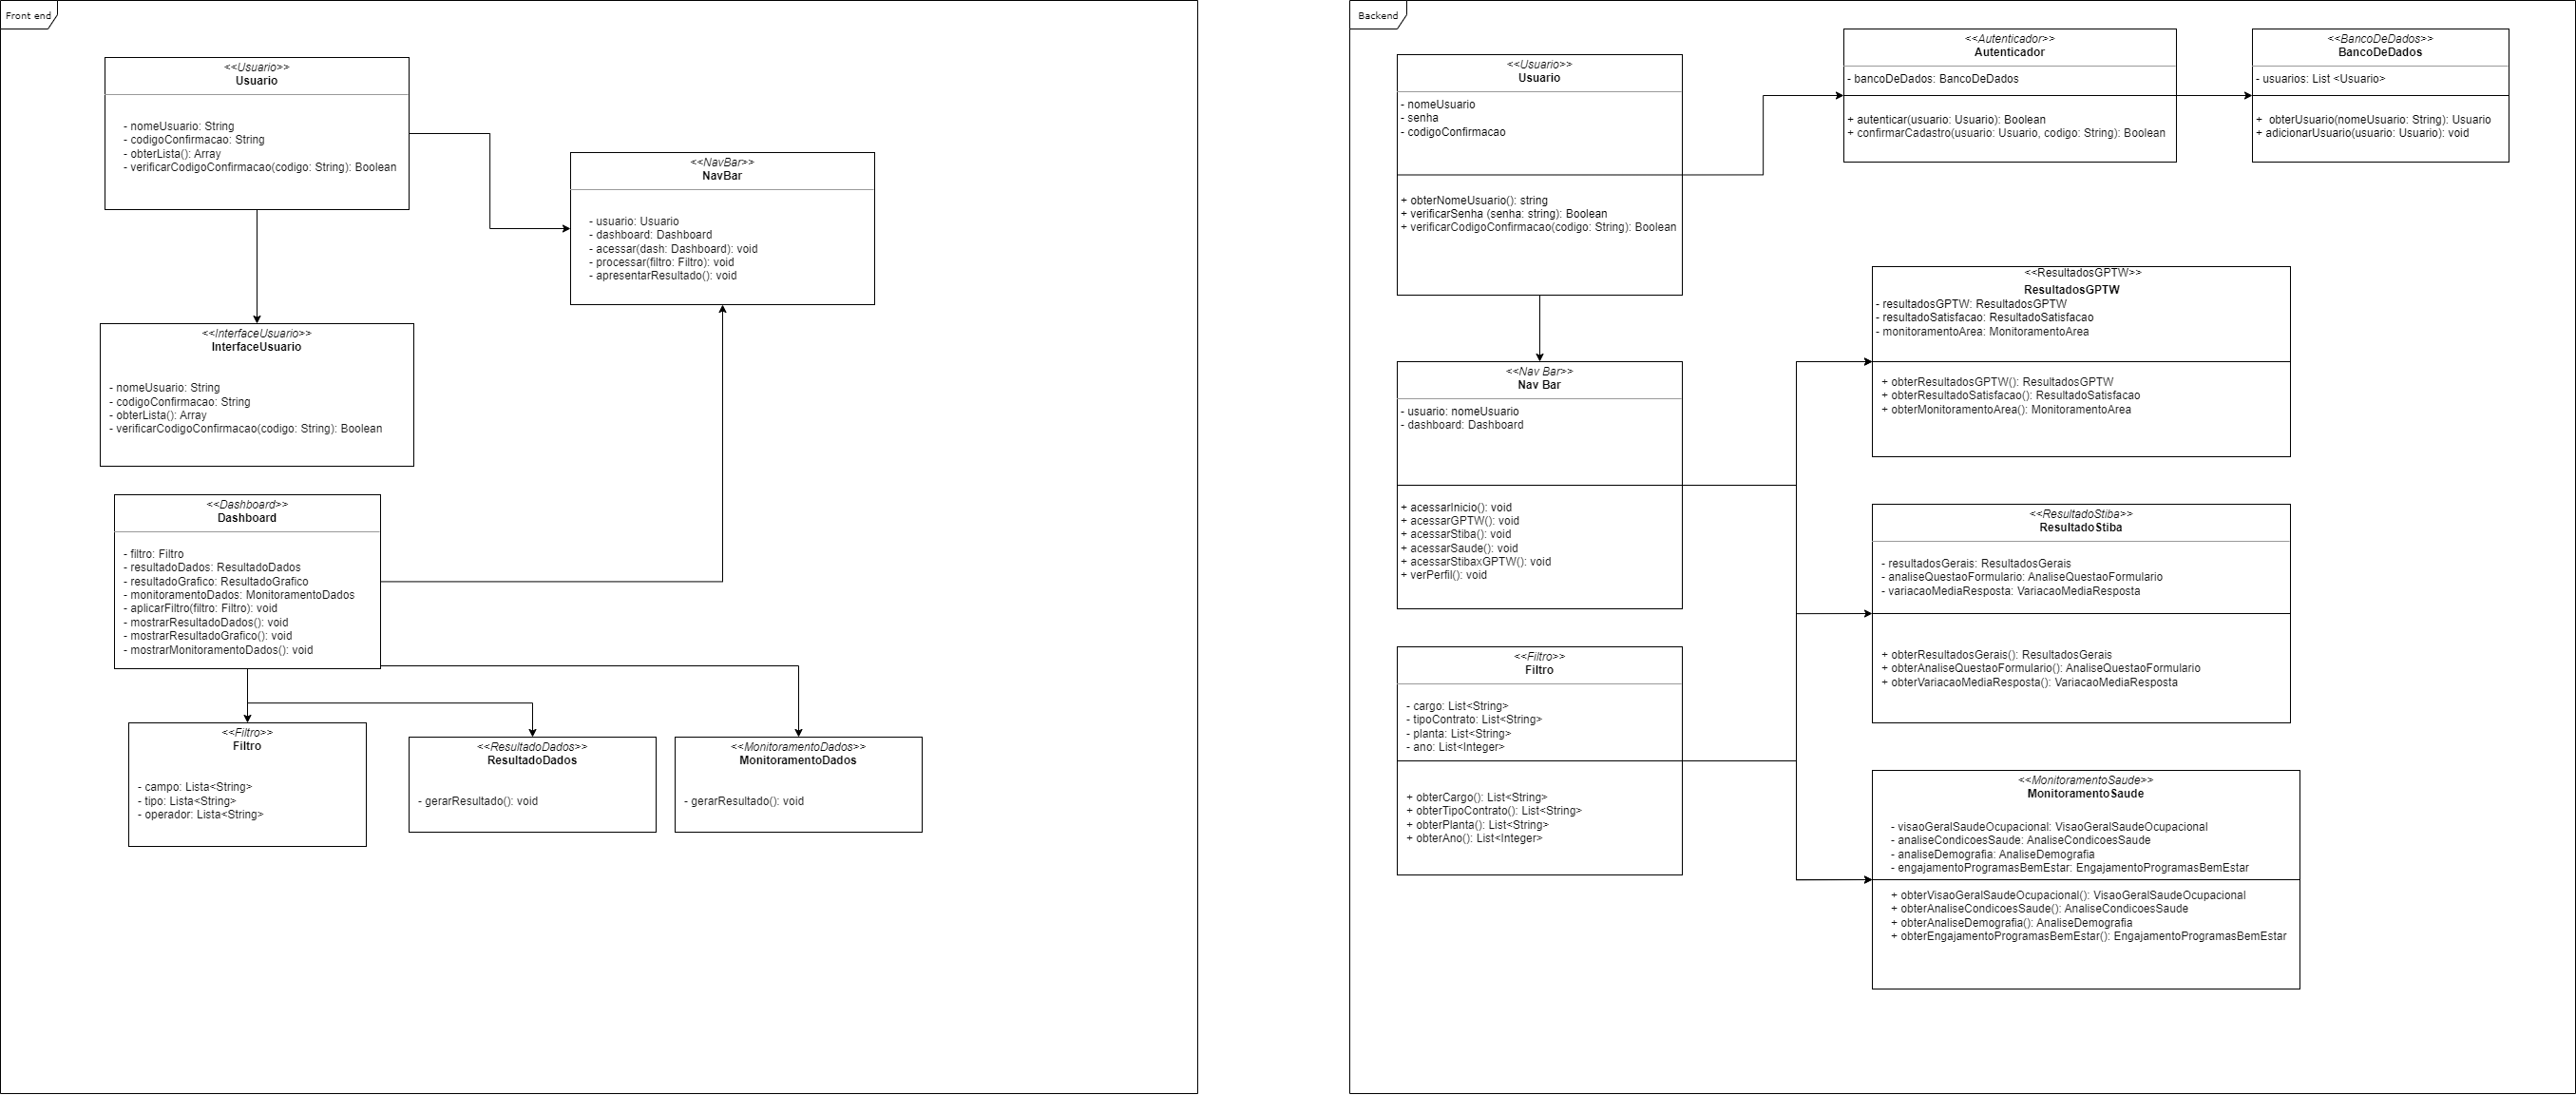 Front end
<<Usuario>>
Usuario
- nomeUsuario: String
- codigoConfirmacao: String
- obterLista(): Array
- verificarCodigoConfirmacao(codigo: String): Boolean
<<NavBar>>
NavBar
- usuario: Usuario
- dashboard: Dashboard
- acessar(dash: Dashboard): void
- processar(filtro: Filtro): void
- apresentarResultado(): void
<<InterfaceUsuario>>
InterfaceUsuario
- nomeUsuario: String
- codigoConfirmacao: String
- obterLista(): Array
- verificarCodigoConfirmacao(codigo: String): Boolean
<<Dashboard>>
Dashboard
- filtro: Filtro
- resultadoDados: ResultadoDados
- resultadoGrafico: ResultadoGrafico
- monitoramentoDados: MonitoramentoDados
- aplicarFiltro(filtro: Filtro): void
- mostrarResultadoDados(): void
- mostrarResultadoGrafico(): void
- mostrarMonitoramentoDados(): void
<<Filtro>>
Filtro
- campo: Lista<String>
- tipo: Lista<String>
- operador: Lista<String>
<<ResultadoDados>>
ResultadoDados
- gerarResultado(): void
<<MonitoramentoDados>>
MonitoramentoDados
- gerarResultado(): void
Backend
<<Usuario>>
Usuario
- nomeUsuario
- senha
- codigoConfirmacao
+ obterNomeUsuario(): string
+ verificarSenha (senha: string): Boolean
+ verificarCodigoConfirmacao(codigo: String): Boolean
<<Autenticador>>
Autenticador
- bancoDeDados: BancoDeDados
+ autenticar(usuario: Usuario): Boolean
+ confirmarCadastro(usuario: Usuario, codigo: String): Boolean
<<BancoDeDados>>
BancoDeDados
- usuarios: List <Usuario>
+  obterUsuario(nomeUsuario: String): Usuario
+ adicionarUsuario(usuario: Usuario): void
<<Nav Bar>>
Nav Bar
- usuario: nomeUsuario
- dashboard: Dashboard
+ acessarInicio(): void
+ acessarGPTW(): void
+ acessarStiba(): void
+ acessarSaude(): void
+ acessarStibaxGPTW(): void
+ verPerfil(): void
<<ResultadosGPTW>>
ResultadosGPTW
- resultadosGPTW: ResultadosGPTW
- resultadoSatisfacao: ResultadoSatisfacao
- monitoramentoArea: MonitoramentoArea
+ obterResultadosGPTW(): ResultadosGPTW
+ obterResultadoSatisfacao(): ResultadoSatisfacao
+ obterMonitoramentoArea(): MonitoramentoArea
<<ResultadoStiba>>
ResultadoStiba
- resultadosGerais: ResultadosGerais
- analiseQuestaoFormulario: AnaliseQuestaoFormulario
- variacaoMediaResposta: VariacaoMediaResposta
+ obterResultadosGerais(): ResultadosGerais
+ obterAnaliseQuestaoFormulario(): AnaliseQuestaoFormulario
+ obterVariacaoMediaResposta(): VariacaoMediaResposta
<<Filtro>>
Filtro
- cargo: List<String>
- tipoContrato: List<String>
- planta: List<String>
- ano: List<Integer>
+ obterCargo(): List<String>
+ obterTipoContrato(): List<String>
+ obterPlanta(): List<String>
+ obterAno(): List<Integer>
<<MonitoramentoSaude>>
MonitoramentoSaude
- visaoGeralSaudeOcupacional: VisaoGeralSaudeOcupacional
- analiseCondicoesSaude: AnaliseCondicoesSaude
- analiseDemografia: AnaliseDemografia
- engajamentoProgramasBemEstar: EngajamentoProgramasBemEstar
+ obterVisaoGeralSaudeOcupacional(): VisaoGeralSaudeOcupacional
+ obterAnaliseCondicoesSaude(): AnaliseCondicoesSaude
+ obterAnaliseDemografia(): AnaliseDemografia
+ obterEngajamentoProgramasBemEstar(): EngajamentoProgramasBemEstar